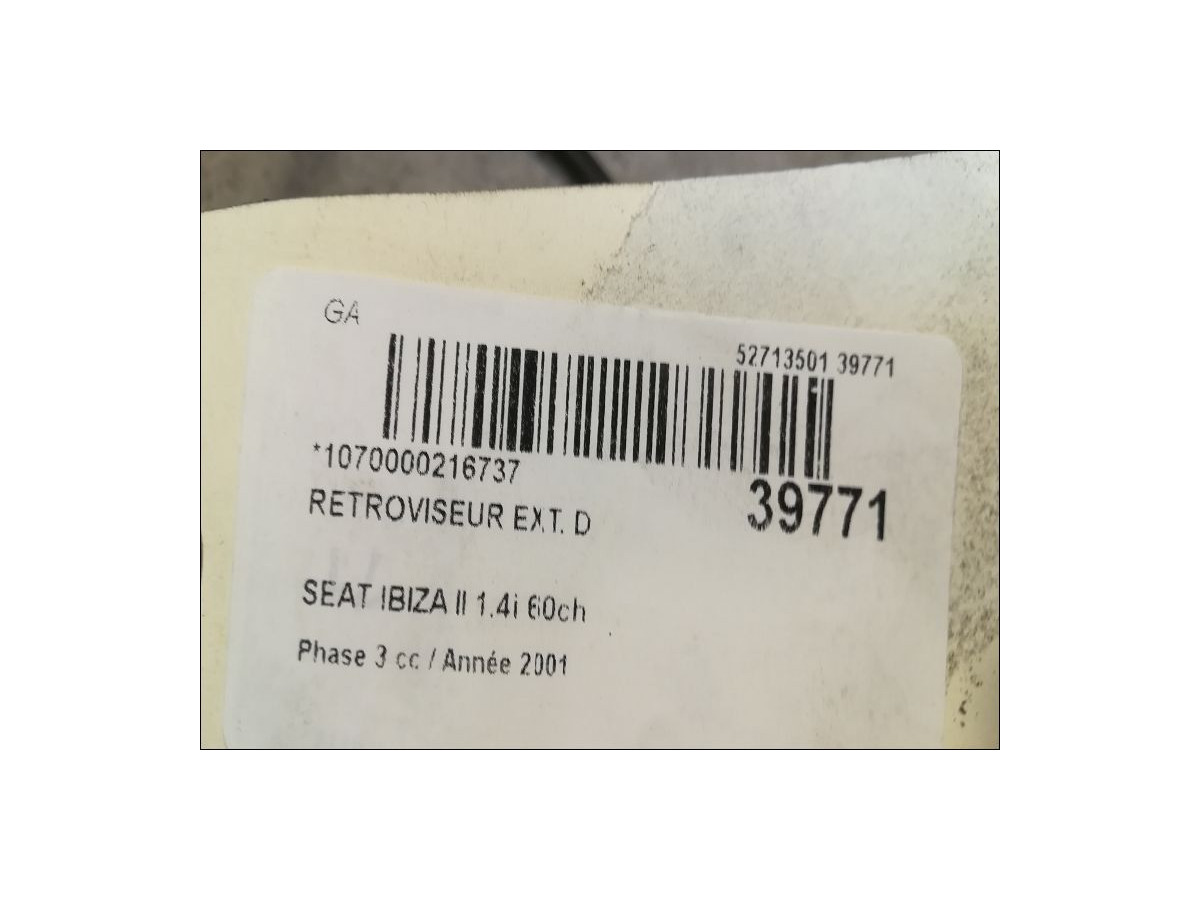 GA
52713501 39771
*1070000216737
39771
RETROVISEUR EXT. D
SEAT IBIZA II 1.4i 60ch
Phase 3 cc / Année 2001